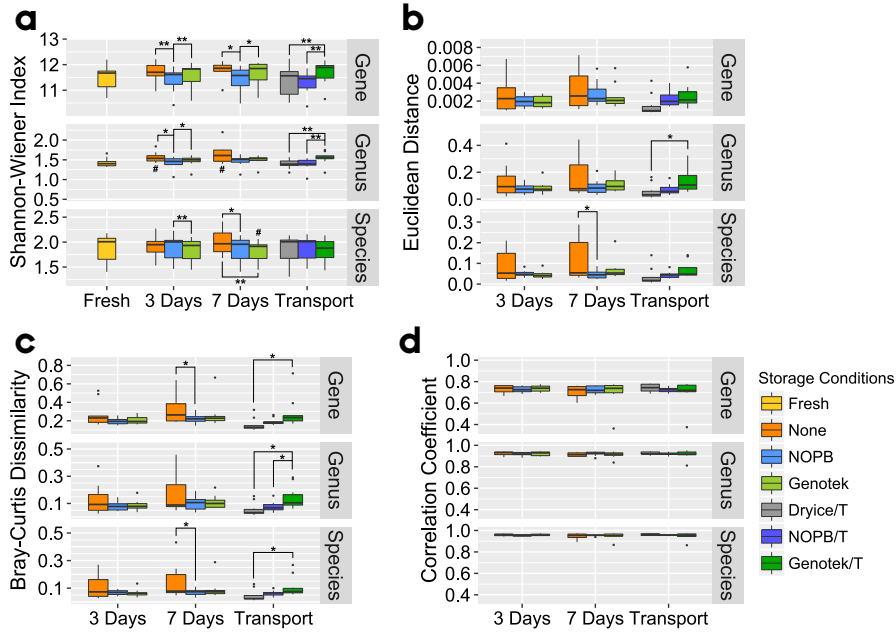 a
Shannon-Wiener Index
13
12
11
Gene
** ** * * ** **
2.0
1.5
1.0
0.5
Genus
* * ** **
# #
2.0
1.5
Species
** * #
**
Fresh 3 Days 7 Days Transport
b
Euclidean Distance
0.008
0.006
0.004
0.002
Gene
0.4
0.2
0.0
Genus
*
0.3
0.2
0.1
0.0
Species
*
3 Days 7 Days Transport
c
Bray-Curtis Dissimilarity
0.8
0.6
0.4
0.2
Gene
* *
0.5
0.3
0.1
Genus
* *
0.5
0.3
0.1
Species
* *
3 Days 7 Days Transport
d
Correlation Coefficient
1.0
0.8
0.6
0.4
Gene
1.0
0.8
0.6
0.4
Genus
1.0
0.8
0.6
0.4
Species
3 Days 7 Days Transport
Storage Conditions
Fresh
None
NOPB
Genotek
Dryice/T
NOPB/T
Genotek/T